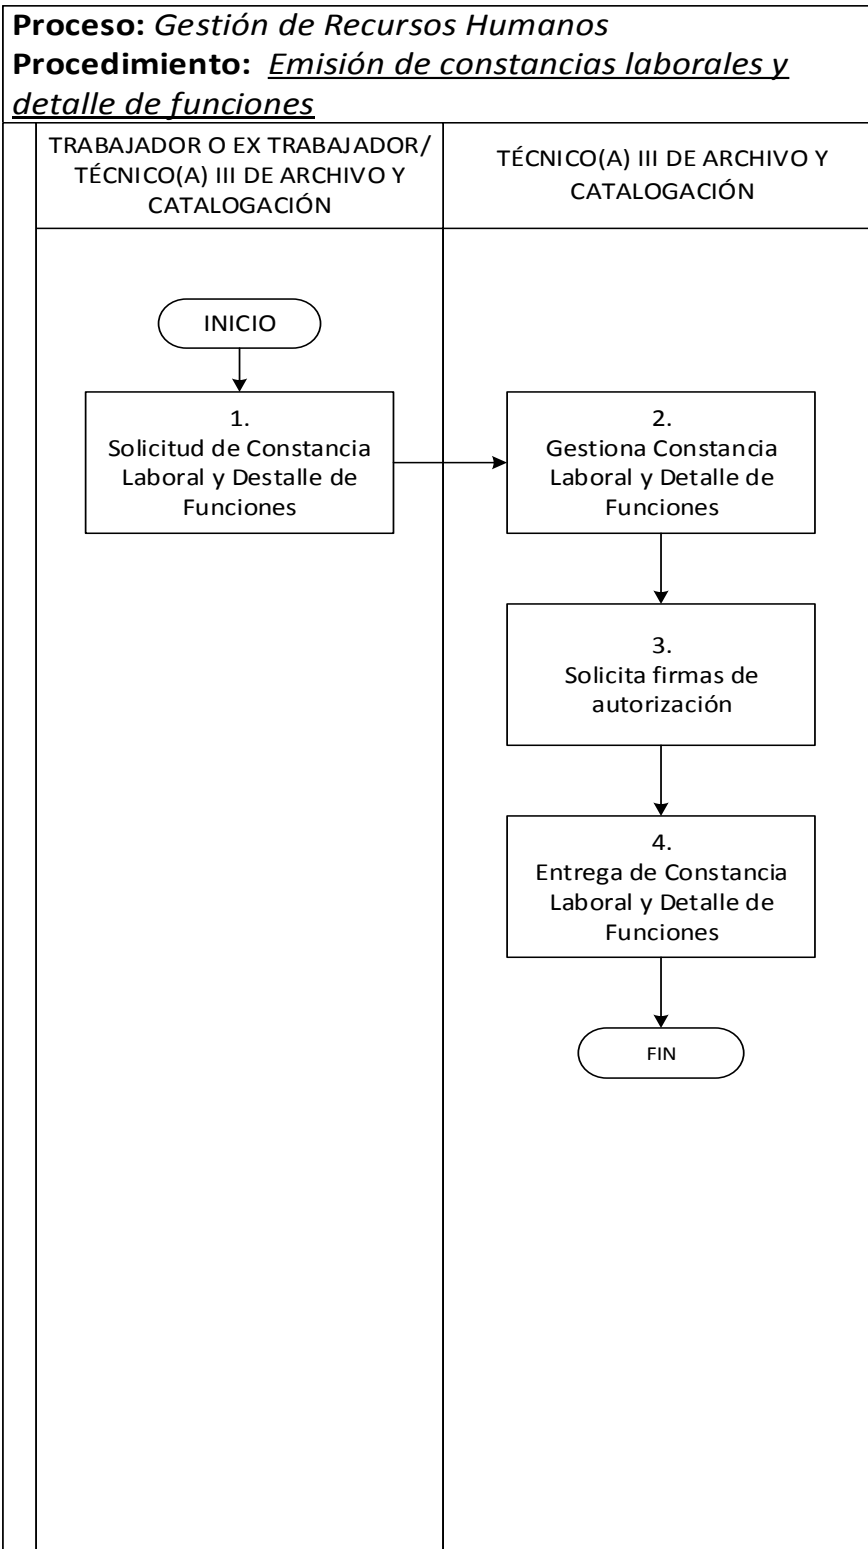 Proceso: Gestión de Recursos Humanos
Procedimiento: Emisión de constancias laborales y
detalle de funciones
TRABAJADOR O EX TRABAJADOR/
TÉCNICO(A) III DE ARCHIVO Y
CATALOGACIÓN
TÉCNICO(A) III DE ARCHIVO Y
CATALOGACIÓN
INICIO
1.
Solicitud de Constancia
Laboral y Destalle de
Funciones
2.
Gestiona Constancia
Laboral y Detalle de
Funciones
3.
Solicita firmas de
autorización
4.
Entrega de Constancia
Laboral y Detalle de
Funciones
FIN